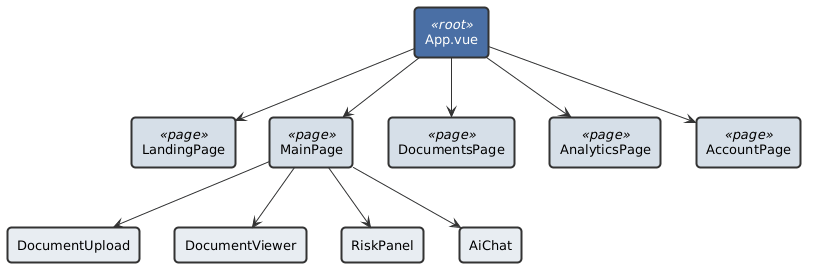 «root»
App.vue
«page»
LandingPage
«page»
MainPage
«page»
DocumentsPage
«page»
AnalyticsPage
«page»
AccountPage
DocumentUpload
DocumentViewer
RiskPanel
AiChat